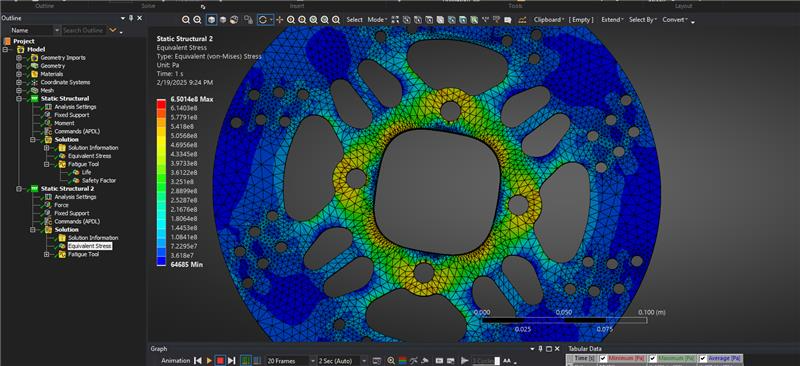 Outline
Solve
Insert
Tools
Layout
Outline
Name
Search Outline
Select
Mode
Clipboard
[ Empty ]
Extend
Select By
Convert
Project
Model
Geometry Imports
Geometry
Materials
Coordinate Systems
Mesh
Static Structural
Analysis Settings
Fixed Support
Moment
Commands (APDL)
Solution
Solution Information
Equivalent Stress
Fatigue Tool
Life
Safety Factor
Static Structural 2
Analysis Settings
Force
Fixed Support
Commands (APDL)
Solution
Solution Information
Equivalent Stress
Fatigue Tool
Static Structural 2
Equivalent Stress
Type: Equivalent (von-Mises) Stress
Unit: Pa
Time: 1 s
2/19/2025 9:24 PM
6.5014e8 Max
6.1403e8
5.7791e8
5.418e8
5.0568e8
4.6956e8
4.3345e8
3.9733e8
3.6122e8
3.251e8
2.8899e8
2.5287e8
2.1676e8
1.8064e8
1.4453e8
1.0841e8
7.2295e7
3.618e7
64685 Min
0.000
0.050
0.100 (m)
0.025
0.075
Graph
Animation
20 Frames
2 Sec (Auto)
3 Cycles
AA
Tabular Data
Time [s]
Minimum [Pa]
Maximum [Pa]
Average [Pa]